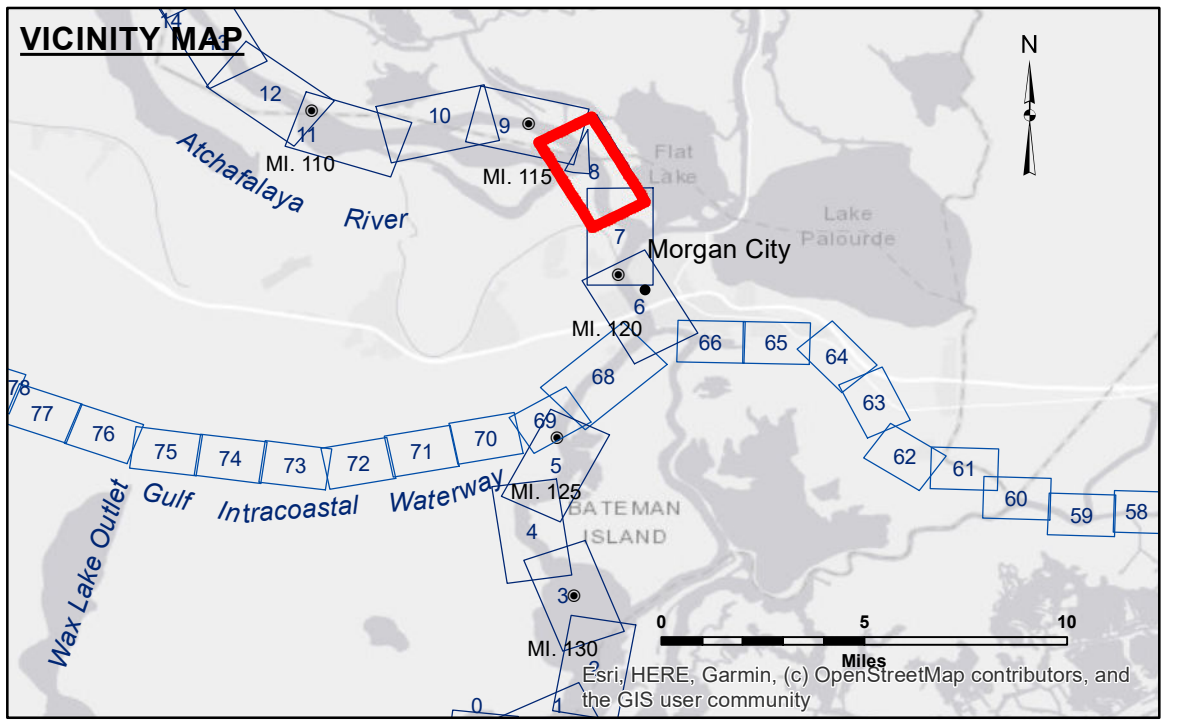 VICINITY MAP
14
13
12
11
10
9
8
7
6
MI. 110
MI. 115
MI. 120
Atchafalaya River
Flat
Lake
Lake
Palourde
Morgan City
N
66
65
64
63
62
61
60
59
58
68
69
70
71
72
73
74
75
76
77
78
5
MI. 125
4
3
MI. 130
2
1
0
Gulf Intracoastal Waterway
Wax Lake Outlet
BATEMAN
ISLAND
0 5 10
Miles
Esri, HERE, Garmin, (c) OpenStreetMap contributors, and
the GIS user community